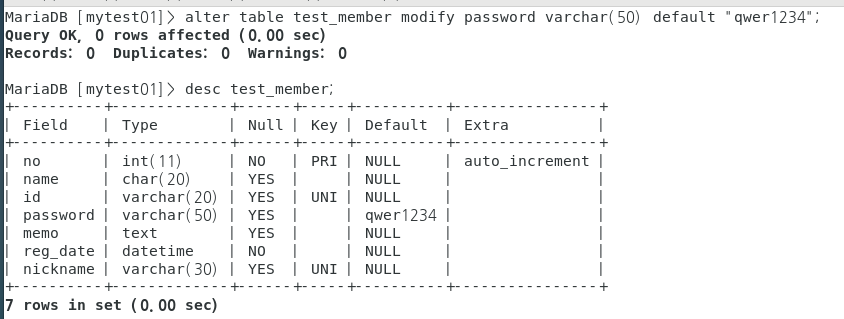 MariaDB [mytest01]> alter table test_member modify password varchar(50) default "qwer1234";
Query OK, 0 rows affected (0.00 sec)
Records: 0  Duplicates: 0  Warnings: 0

MariaDB [mytest01]> desc test_member;
+----------+-------------+------+-----+----------+----------------+
| Field    | Type        | Null | Key | Default  | Extra          |
+----------+-------------+------+-----+----------+----------------+
| no       | int(11)     | NO   | PRI | NULL     | auto_increment |
| name     | char(20)    | YES  |     | NULL     |                |
| id       | varchar(20) | YES  | UNI | NULL     |                |
| password | varchar(50) | YES  |     | qwer1234 |                |
| memo     | text        | YES  |     | NULL     |                |
| reg_date | datetime    | NO   |     | NULL     |                |
| nickname | varchar(30) | YES  | UNI | NULL     |                |
+----------+-------------+------+-----+----------+----------------+
7 rows in set (0.00 sec)